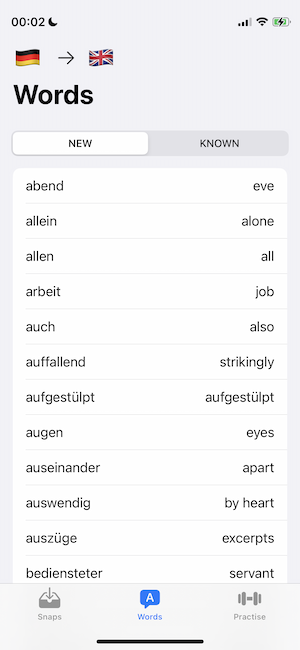 00:02
Words
NEW KNOWN
abend eve
allein alone
allen all
arbeit job
auch also
auffallend strikingly
aufgestülpt aufgestülpt
augen eyes
auseinander apart
auswendig by heart
auszüge excerpts
bediensteter servant
A
Snaps Words Practise